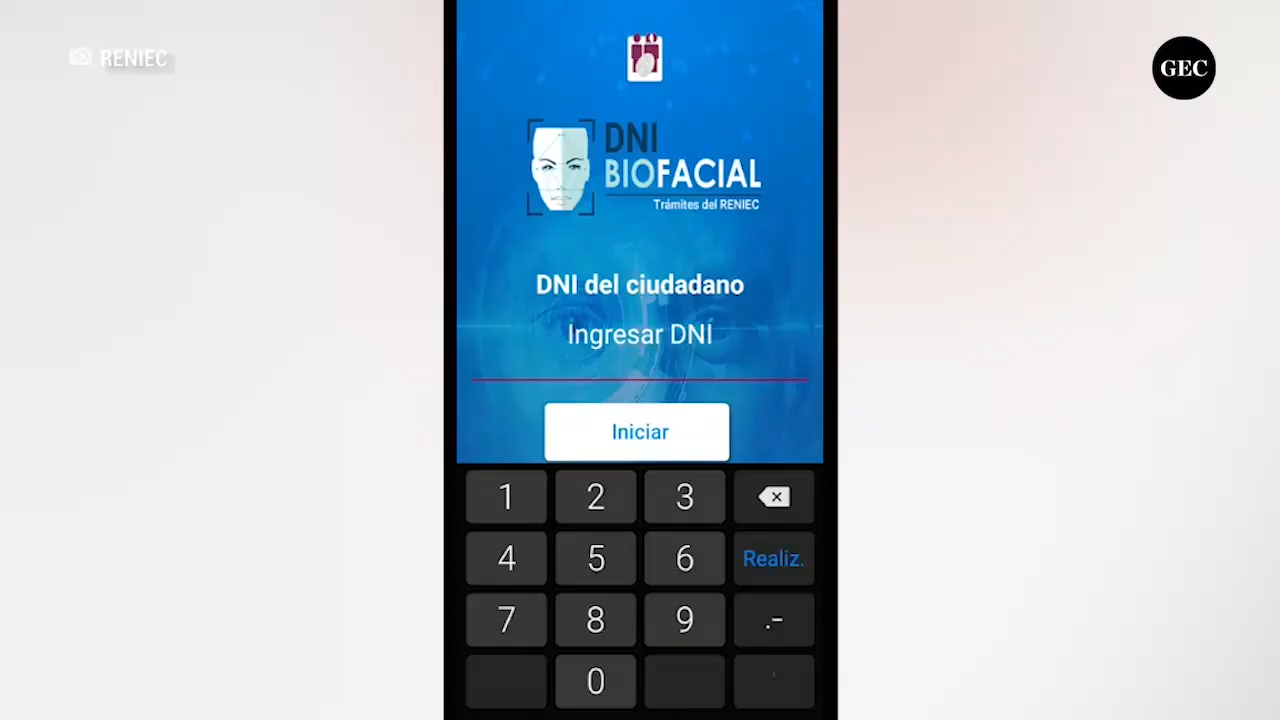 RENIEC
GEC
DNI
BIOFACIAL
Trámites del RENIEC
DNI del ciudadano
Ingresar DNI
Iniciar
1 2 3
4 5 6 Realiz.
7 8 9 .-
0